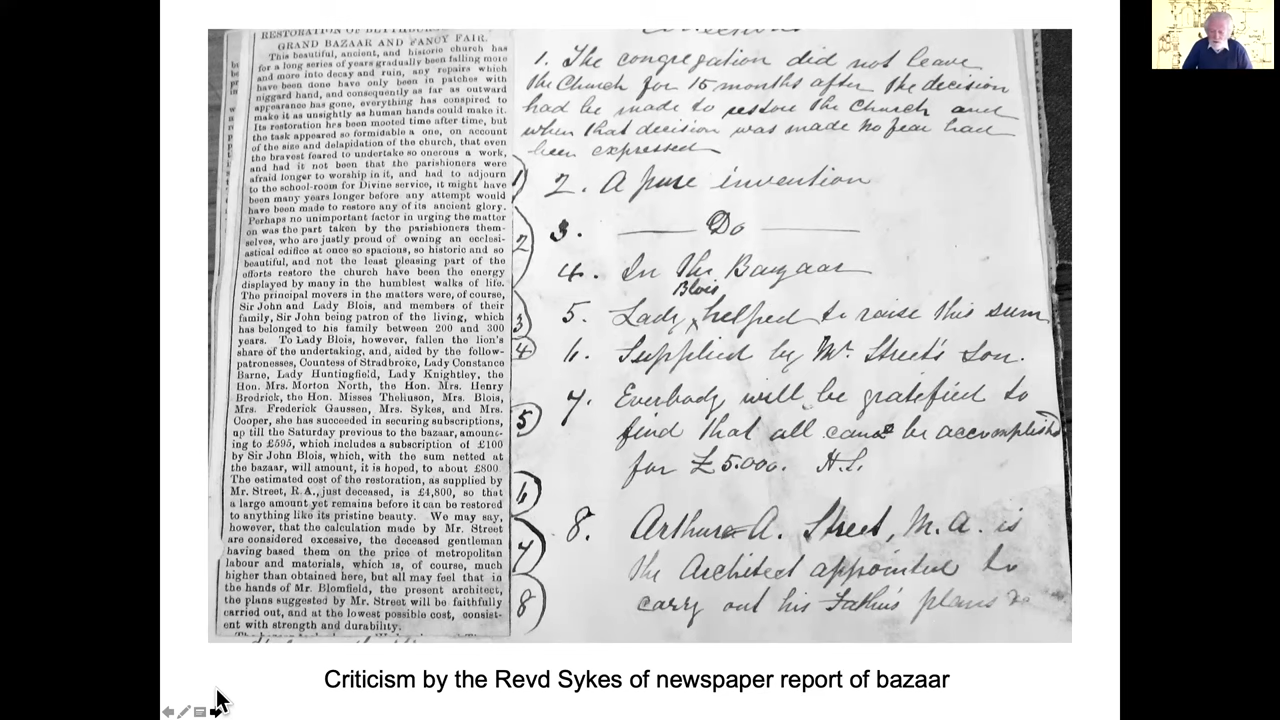 RESTORATION OF BLYTHBURGH
GRAND BAZAAR AND FANCY FAIR.
This beautiful, ancient, and historic church has
for a long series of years gradually been falling more
and more into decay and ruin, any repairs which
have been done have only been in patches with
niggard hand, and consequently as far as outward
appearance has gone, everything has conspired to
make it as unsightly as human hands could make it.
Its restoration hes been mooted time after time, but
the task appeared so formidable a one, on account
of the size and delapidation of the church, that even
the bravest feared to undertake so onerous a work,
and had it not been that the parishioners were
afraid longer to worship in it, and had to adjourn
to the school-room for Divine service, it might have
been many years longer before any attempt would
have been made to restore any of its ancient glory.
Perhaps no unimportant factor in urging the matter
on was the part taken by the parishioners them-
selves, who are justly proud of owning an ecclesi-
astical edifice at once so spacious, so historic and so
beautiful, and not the least pleasing part of the
efforts restore the church have been the energy
displayed by many in the humblest walks of life.
The principal movers in the matters were, of course,
Sir John and Lady Blois, and members of their
family, Sir John being patron of the living, which
has belonged to his family between 200 and 300
years. To Lady Blois, however, fallen the lion's
share of the undertaking, and, aided by the follow-
patronesses, Countess of Stradbroke, Lady Constance
Barne, Lady Huntingfield, Lady Knightley, the
Hon. Mrs. Morton North, the Hon. Mrs. Henry
Brodrick, the Hon. Misses Theluson, Mrs. Blois,
Mrs. Frederick Gaussen, Mrs. Sykes, and Mrs.
Cooper, she has succeeded in securing subscriptions,
up till the Saturday previous to the bazaar, amount-
ing to £595, which includes a subscription of £100
by Sir John Blois, which, with the sum netted at
the bazaar, will amount, it is hoped, to about £800.
The estimated cost of the restoration, as supplied by
Mr. Street, R.A., just deceased, is £4,800, so that
a large amount yet remains before it can be restored
to anything like its pristine beauty. We may say,
however, that the calculation made by Mr. Street
are considered excessive, the deceased gentleman
having based them on the price of metropolitan
labour and materials, which is, of course, much
higher than obtained here, but all may feel that in
the hands of Mr. Blomfield, the present architect,
the plans suggested by Mr. Street will be faithfully
carried out, and at the lowest possible cost, consist-
ent with strength and durability.
1)
2
3
4
5
6
7
8
1. The congregation did not leave
the Church for 15 months after the decision
had be made to restore the Church and
when that decision was made no fear had
been expressed
2. A pure invention
3. Do
4. In the Bazaar
Blois
5. Lady helped to raise this sum
6. Supplied by Mr. Street's son.
7. Everbody will be gratified to
find that all can be accomplished
for £5.000. H.S.
8. Arthur A. Street, M.A. is
the Architect appointed to
carry out his Father's plans
Criticism by the Revd Sykes of newspaper report of bazaar